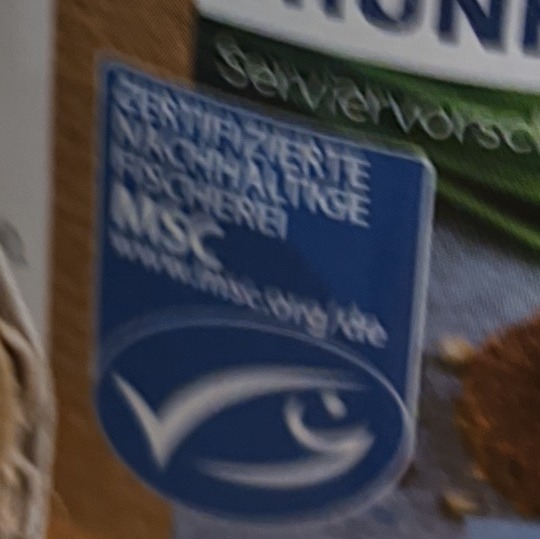 Serviervorsc
ZERTIFIZIERTE
NACHHALTIGE
FISCHEREI
MSC
www.msc.org/de